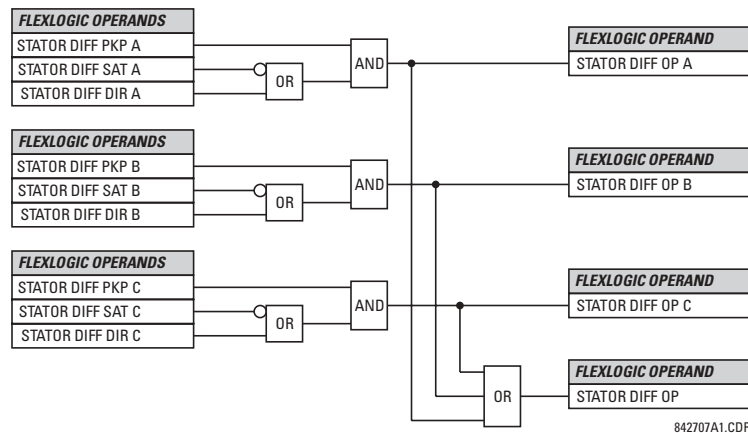 FLEXLOGIC OPERANDS
STATOR DIFF PKP A
STATOR DIFF SAT A
STATOR DIFF DIR A
OR
AND
FLEXLOGIC OPERAND
STATOR DIFF OP A
FLEXLOGIC OPERANDS
STATOR DIFF PKP B
STATOR DIFF SAT B
STATOR DIFF DIR B
OR
AND
FLEXLOGIC OPERAND
STATOR DIFF OP B
FLEXLOGIC OPERANDS
STATOR DIFF PKP C
STATOR DIFF SAT C
STATOR DIFF DIR C
OR
AND
FLEXLOGIC OPERAND
STATOR DIFF OP C
OR
FLEXLOGIC OPERAND
STATOR DIFF OP
842707A1.CDR